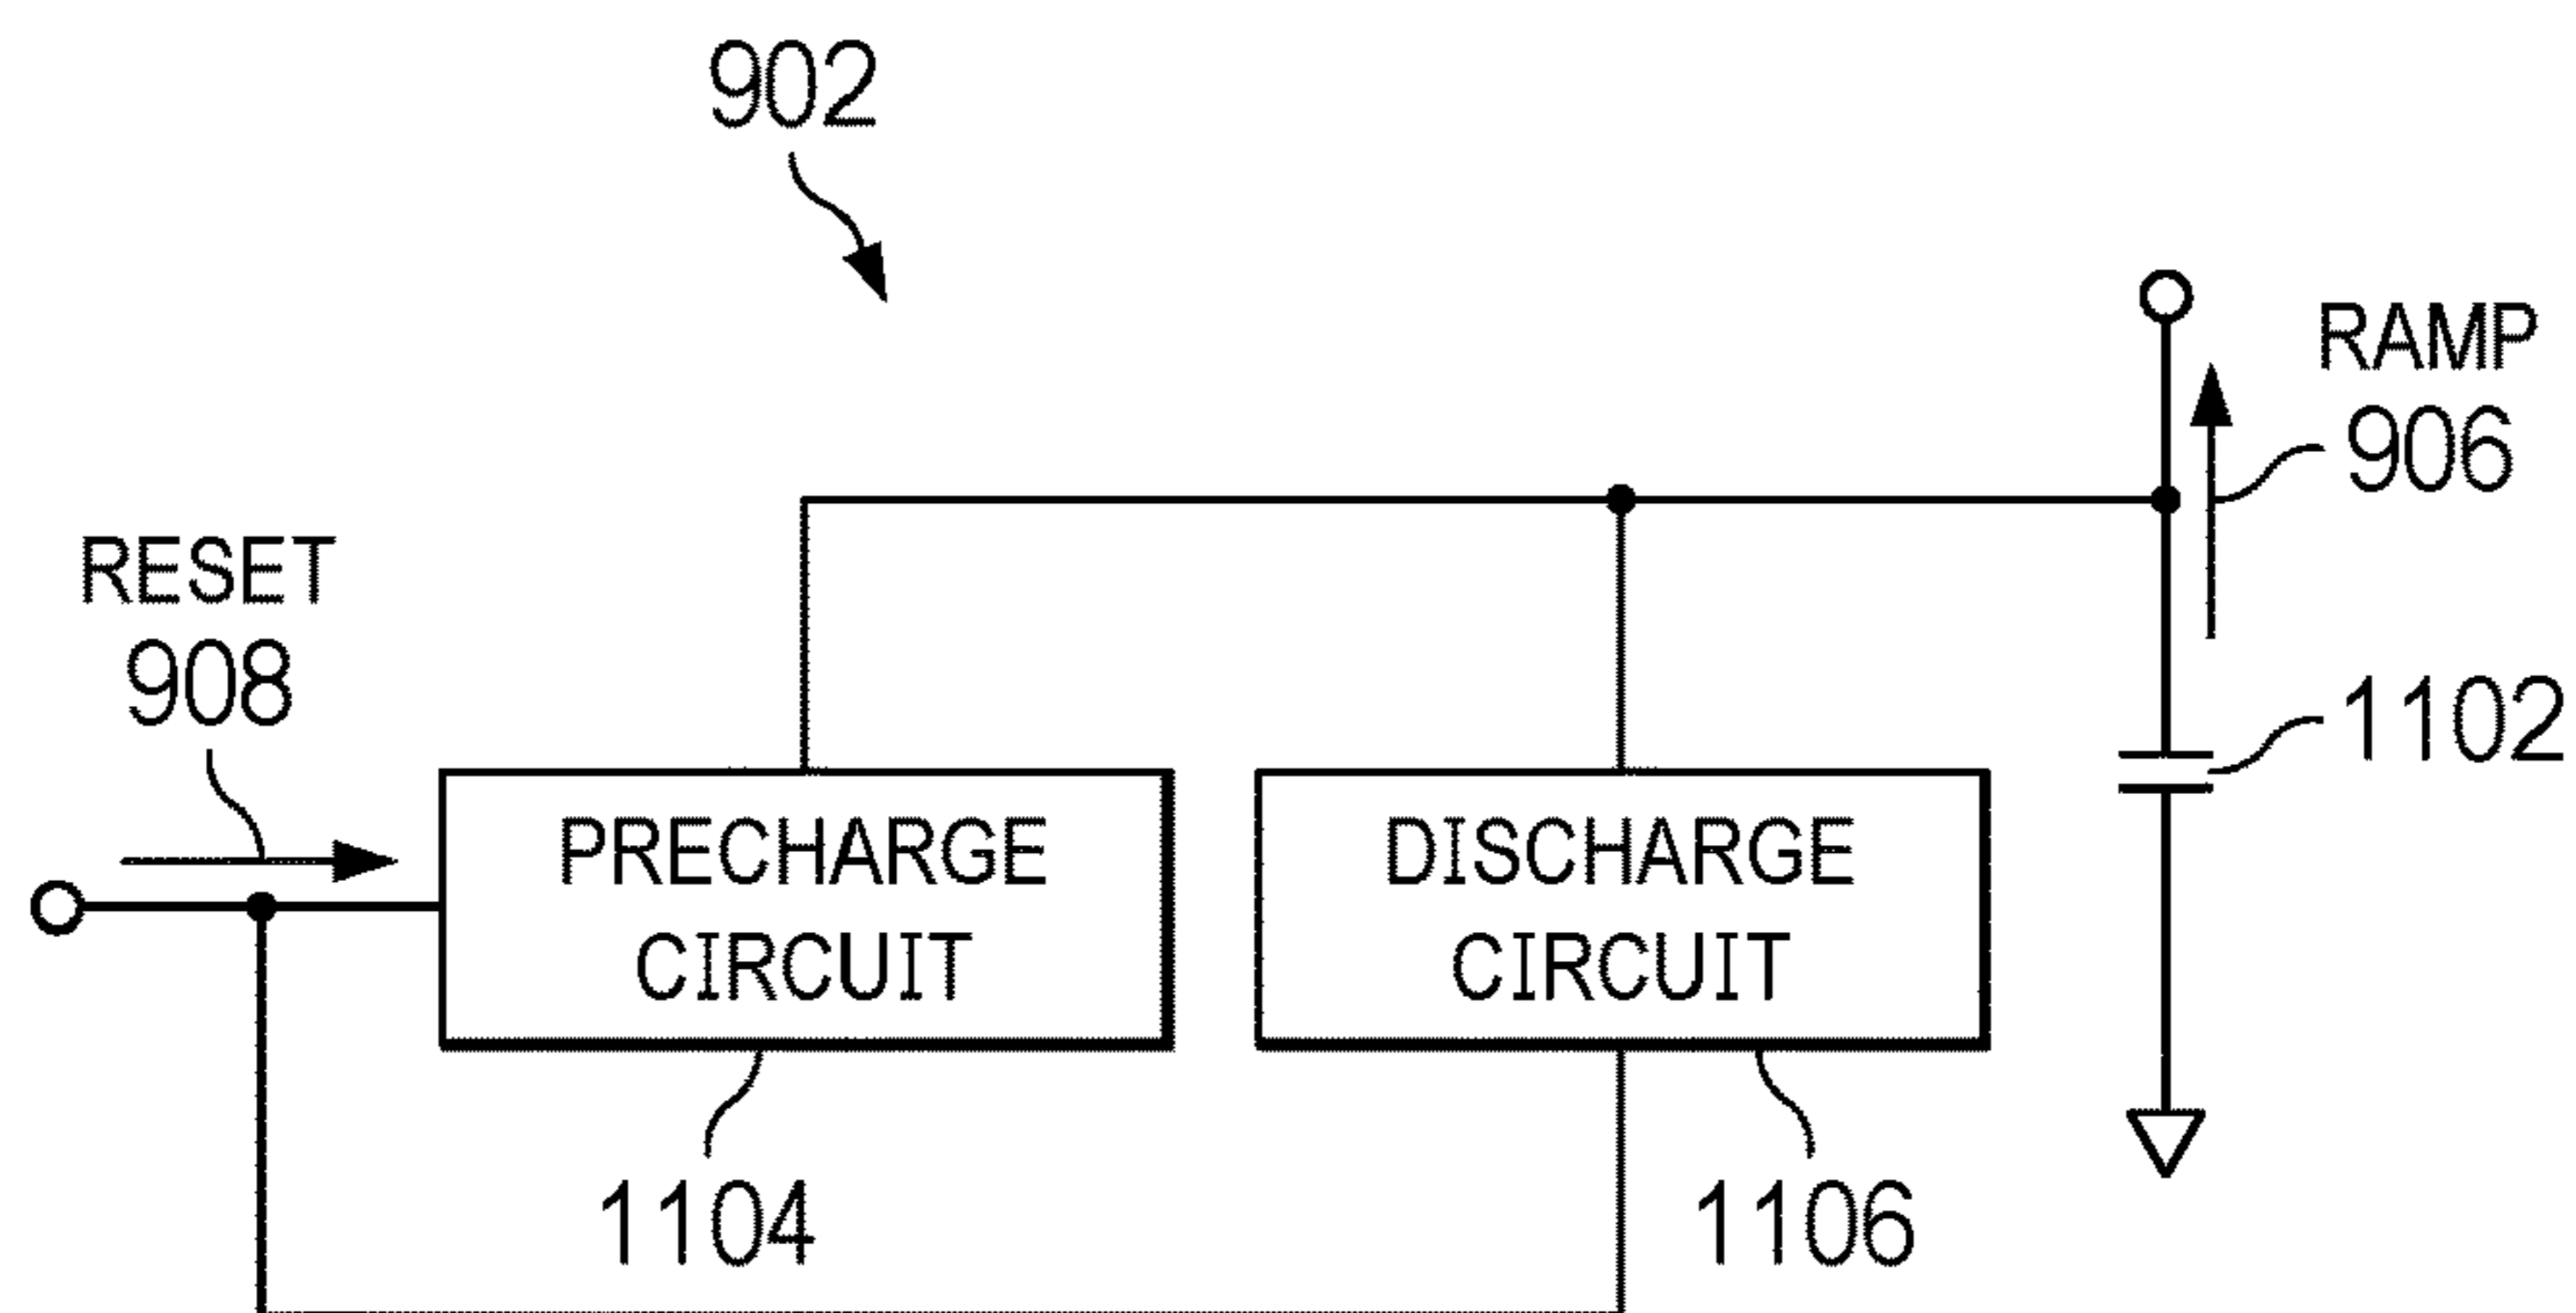 902
RAMP
906
RESET
908
1102
PRECHARGE
CIRCUIT
DISCHARGE
CIRCUIT
1104
1106